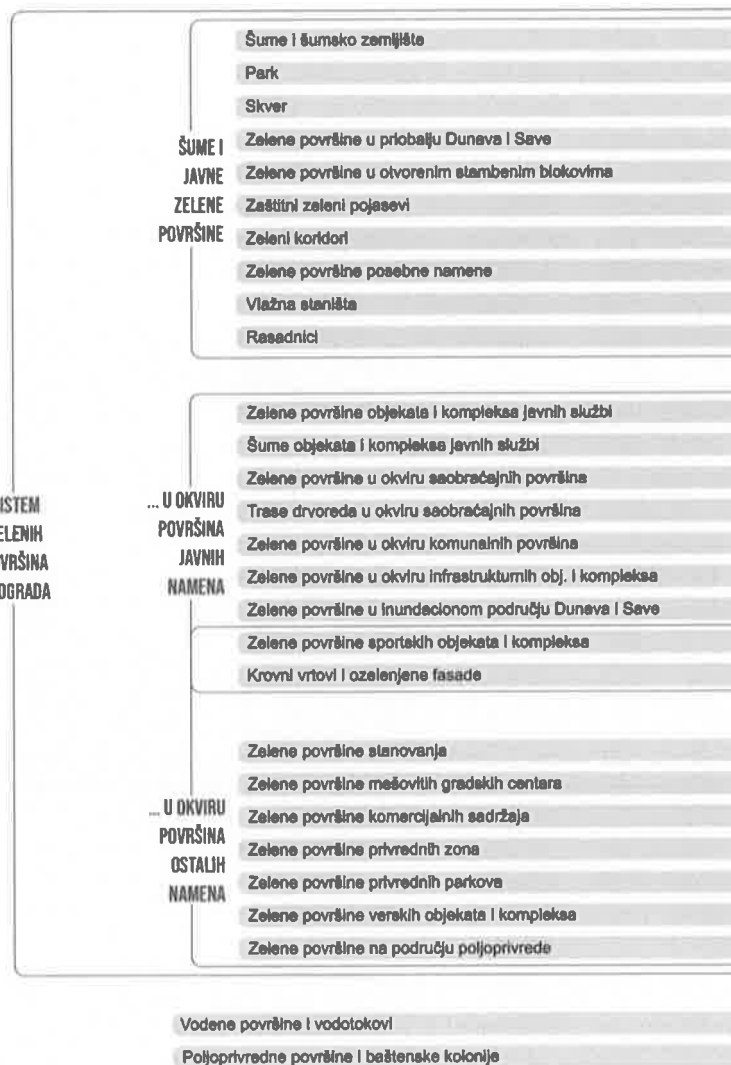 Šume i šumsko zemljište
Park
Skver
Zelene površine u priobalju Dunava i Save
Zelene površine u otvorenim stambenim blokovima
Zaštitni zeleni pojasevi
Zeleni koridori
Zelene površine posebne namene
Vlažna staništa
Rasadnici
ŠUME I
JAVNE
ZELENE
POVRŠINE
Zelene površine objekata i kompleksa javnih službi
Šume objekata i kompleksa javnih službi
Zelene površine u okviru saobraćajnih površina
Trase drvoreda u okviru saobraćajnih površina
Zelene površine u okviru komunalnih površina
Zelene površine u okviru infrastrukturnih obj. i kompleksa
Zelene površine u inundacionom području Dunava i Save
Zelene površine sportskih objekata i kompleksa
Krovni vrtovi i ozelenjene fasade
... U OKVIRU
POVRŠINA
JAVNIH
NAMENA
ISTEM
ELENIH
VRŠINA
OGRADA
Zelene površine stanovanja
Zelene površine mešovitih gradskih centara
Zelene površine komercijalnih sadržaja
Zelene površine privrednih zona
Zelene površine privrednih parkova
Zelene površine verskih objekata i kompleksa
Zelene površine na području poljoprivrede
... U OKVIRU
POVRŠINA
OSTALIH
NAMENA
Vodene površine i vodotokovi
Poljoprivredne površine i baštenske kolonije